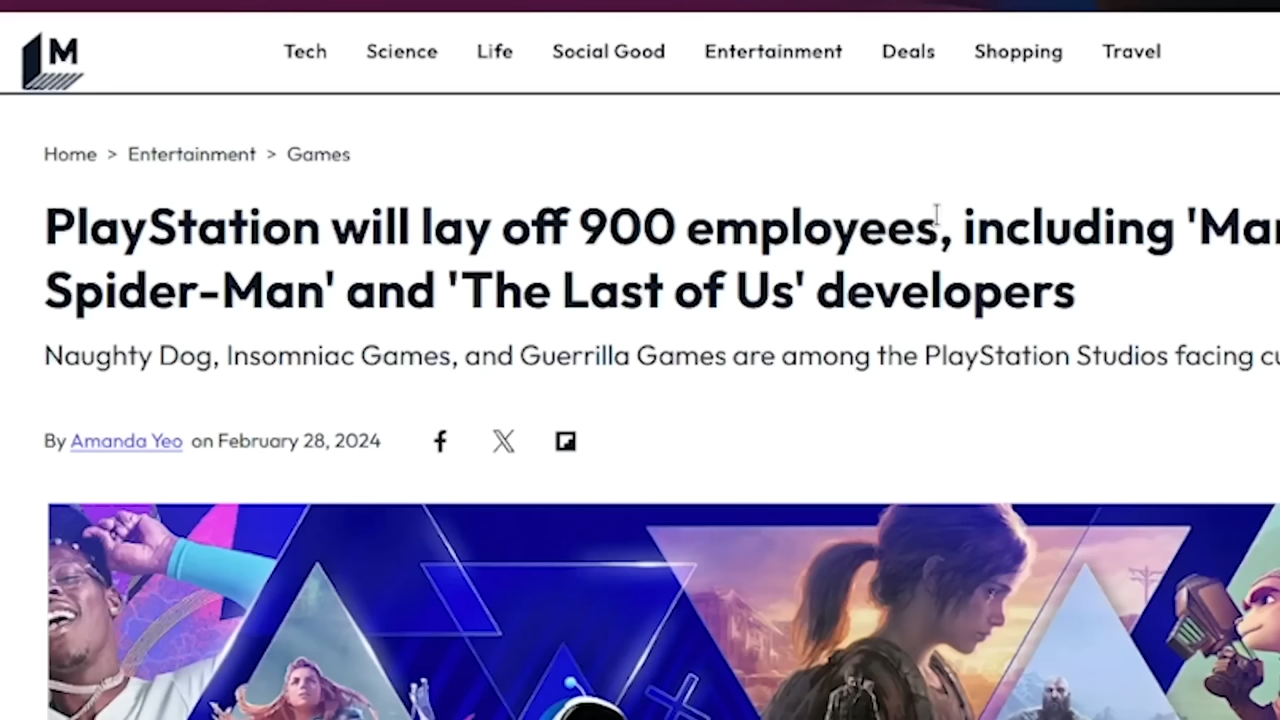 M
Tech Science Life Social Good Entertainment Deals Shopping Travel
Home > Entertainment > Games
PlayStation will lay off 900 employees, including
Spider-Man' and 'The Last of Us' developers
Naughty Dog, Insomniac Games, and Guerrilla Games are among the PlayStation Studios facing
By Amanda Yeo on February 28, 2024